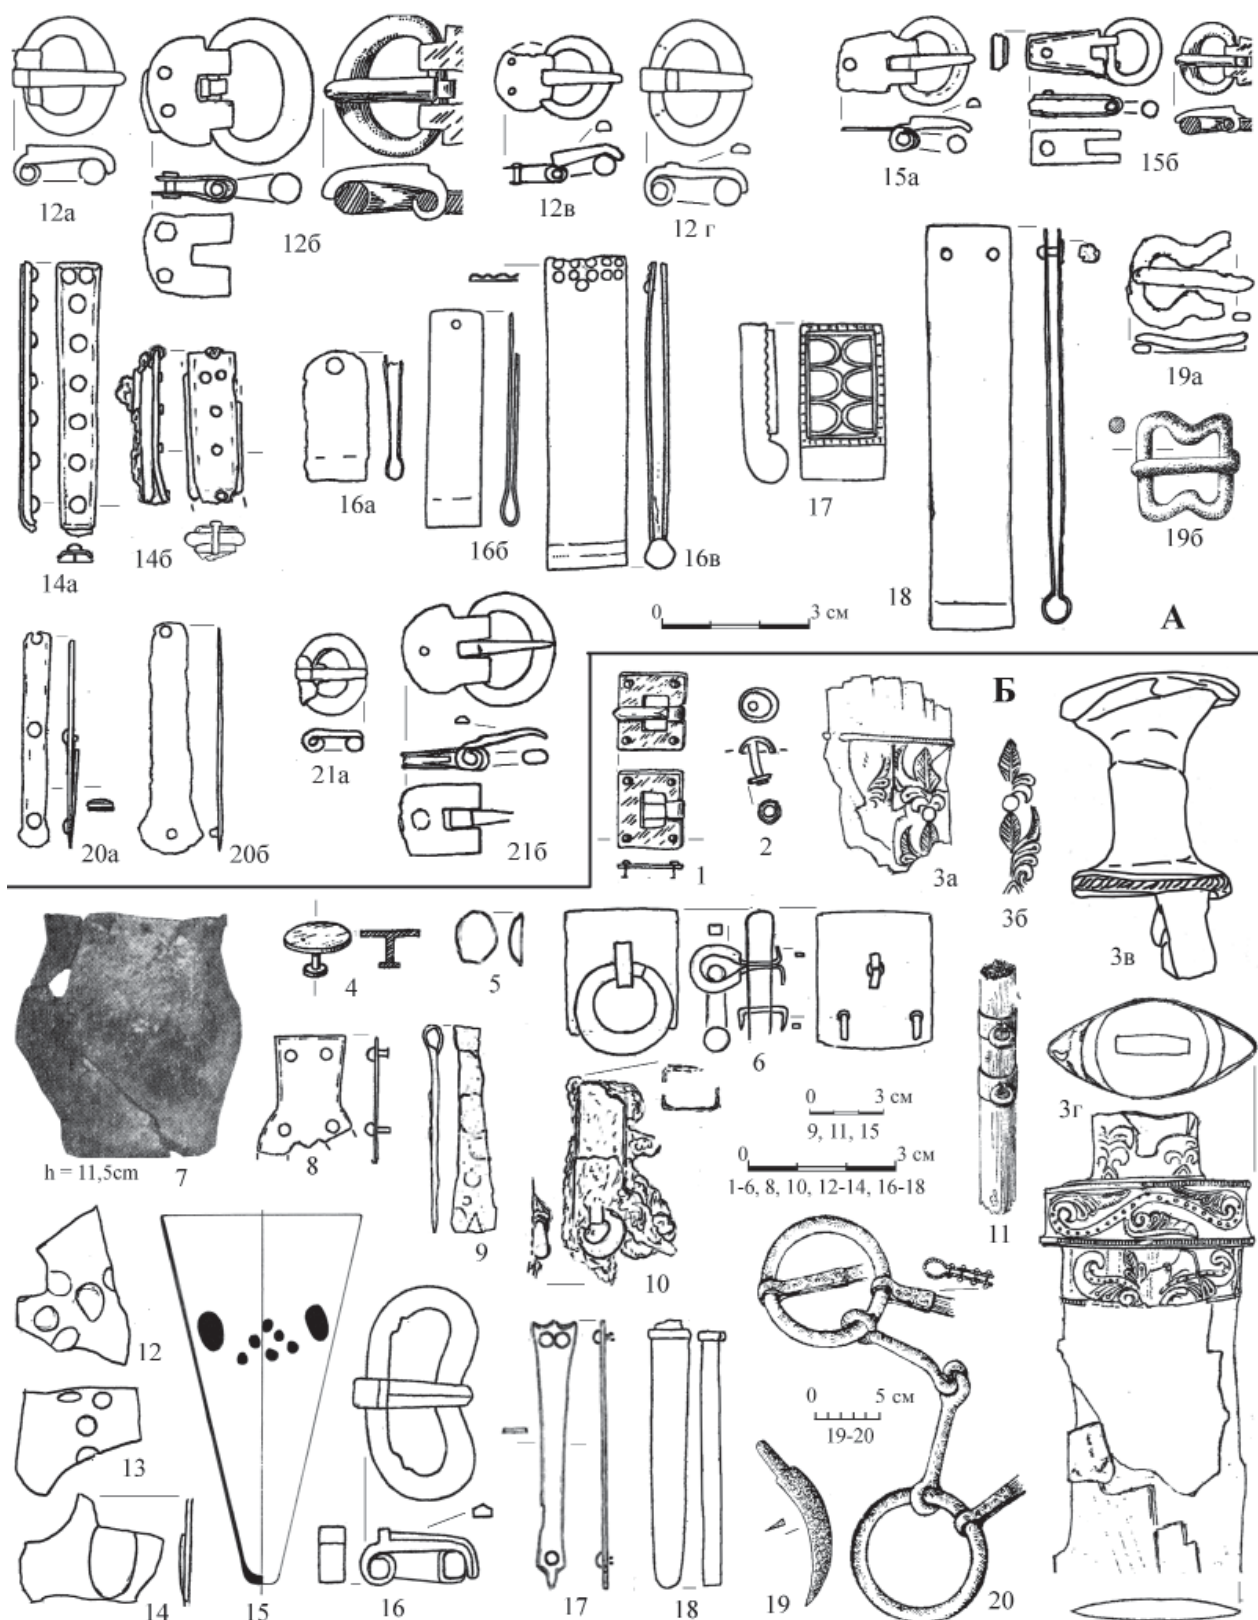 12а
12б
12в
12 г
15а
15б
14а
14б
16а
16б
16в
17
18
19а
19б
0 3 см
А
20а
20б
21а
21б
Б
1
2
3а
3б
3в
3г
h = 11,5cm
7
4
5
6
8
9
10
11
0 3 см
9, 11, 15
0 3 см
1-6, 8, 10, 12-14, 16-18
12
13
14
15
16
17
18
0 5 см
19-20
19
20